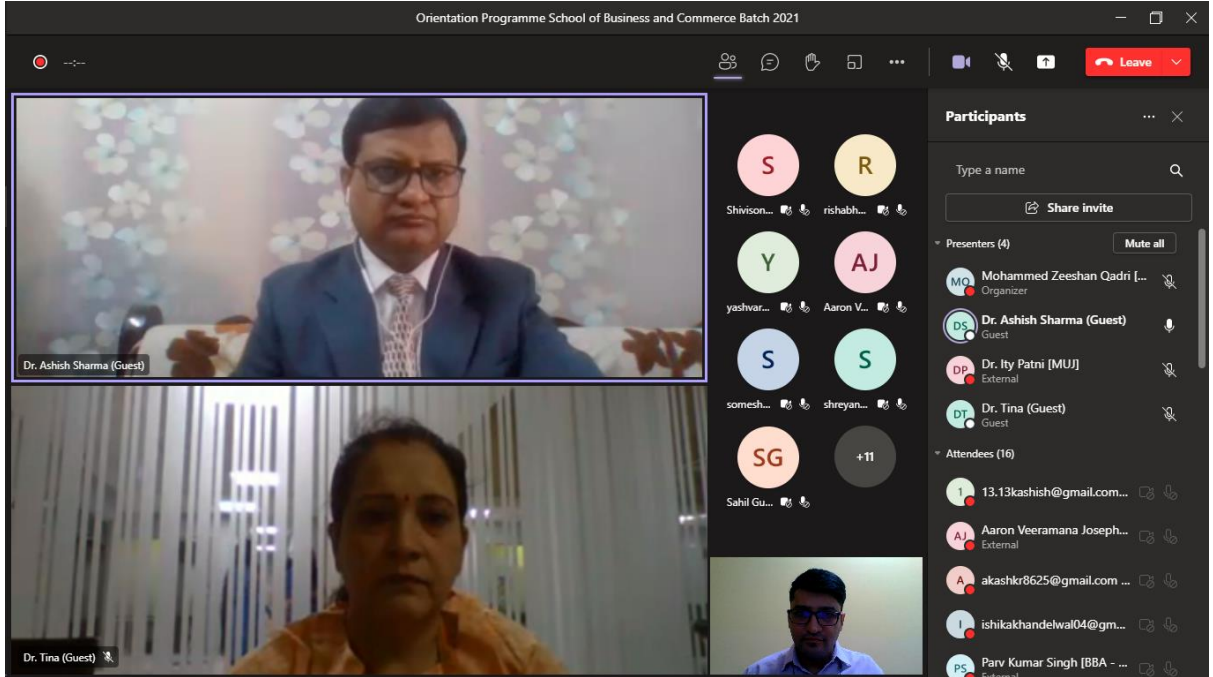 Orientation Programme School of Business and Commerce Batch 2021
--:--
Leave
Dr. Ashish Sharma (Guest)
Dr. Tina (Guest)
S
Shivison...
R
rishabh...
Y
yashvar...
AJ
Aaron V...
S
somesh...
S
shreyan...
SG
Sahil Gu...
+11
Participants
Type a name
Share invite
Presenters (4)
Mute all
MQ
Mohammed Zeeshan Qadri [...
Organizer
DS
Dr. Ashish Sharma (Guest)
Guest
DP
Dr. Ity Patni [MUJ]
External
DT
Dr. Tina (Guest)
Guest
Attendees (16)
1
13.13kashish@gmail.com...
AJ
Aaron Veeramana Joseph...
External
A
akashkr8625@gmail.com ...
I
ishikakhandelwal04@gm...
PS
Parv Kumar Singh [BBA - ...
External